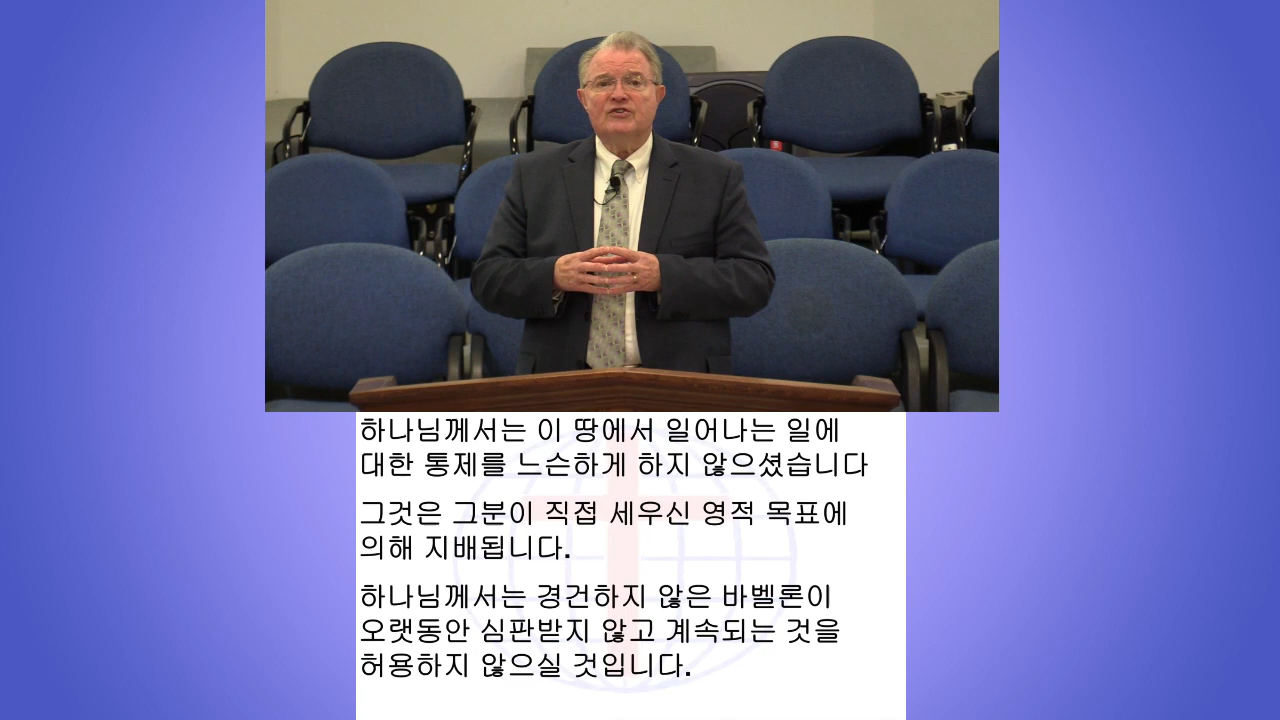 하나님께서는 이 땅에서 일어나는 일에
대한 통제를 느슨하게 하지 않으셨습니다
그것은 그분이 직접 세우신 영적 목표에
의해 지배됩니다.
하나님께서는 경건하지 않은 바벨론이
오랫동안 심판받지 않고 계속되는 것을
허용하지 않으실 것입니다.